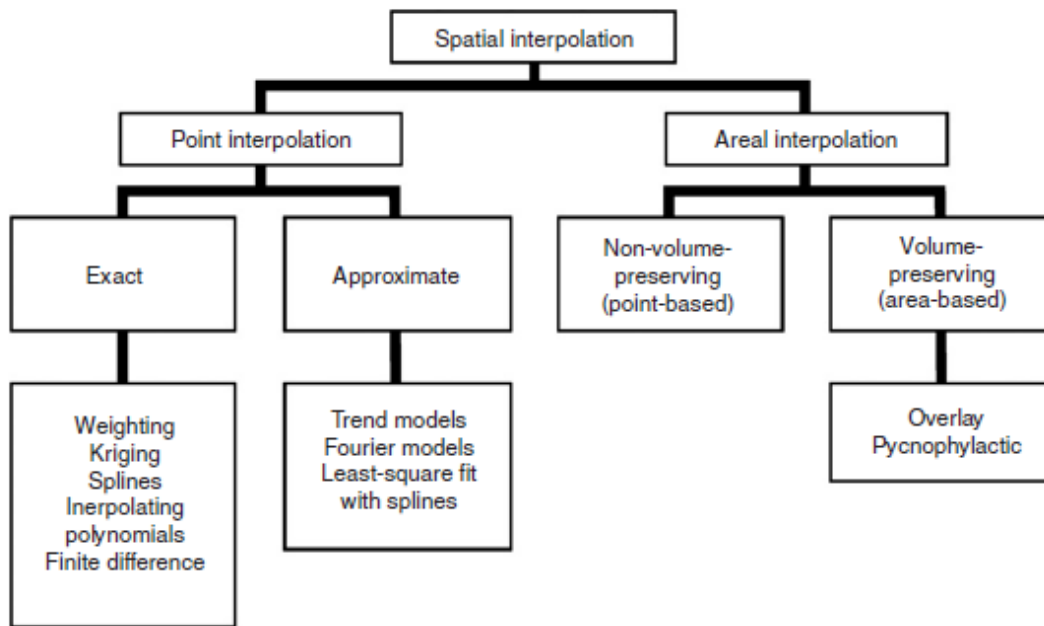 Spatial interpolation
Point interpolation
Areal interpolation
Exact
Approximate
Non-volume-
preserving
(point-based)
Volume-
preserving
(area-based)
Weighting
Kriging
Splines
Inerpolating
polynomials
Finite difference
Trend models
Fourier models
Least-square fit
with splines
Overlay
Pycnophylactic